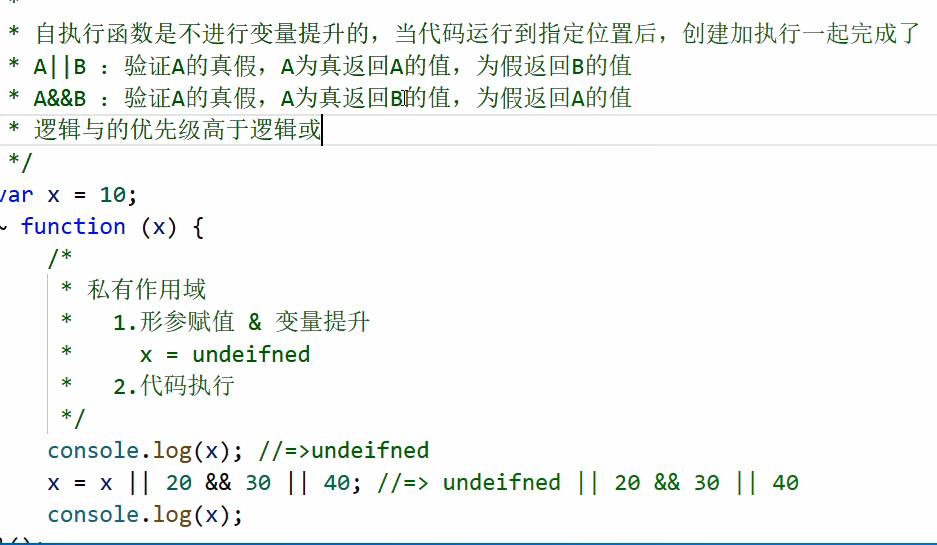 *
* 自执行函数是不进行变量提升的，当代码运行到指定位置后，创建加执行一起完成了
* A||B : 验证A的真假，A为真返回A的值，为假返回B的值
* A&&B : 验证A的真假，A为真返回B的值，为假返回A的值
* 逻辑与的优先级高于逻辑或
*/
var x = 10;
~ function (x) {
/*
* 私有作用域
* 1.形参赋值 & 变量提升
* x = undeifned
* 2.代码执行
*/
console.log(x); //=>undeifned
x = x || 20 && 30 || 40; //=> undeifned || 20 && 30 || 40
console.log(x);
}();